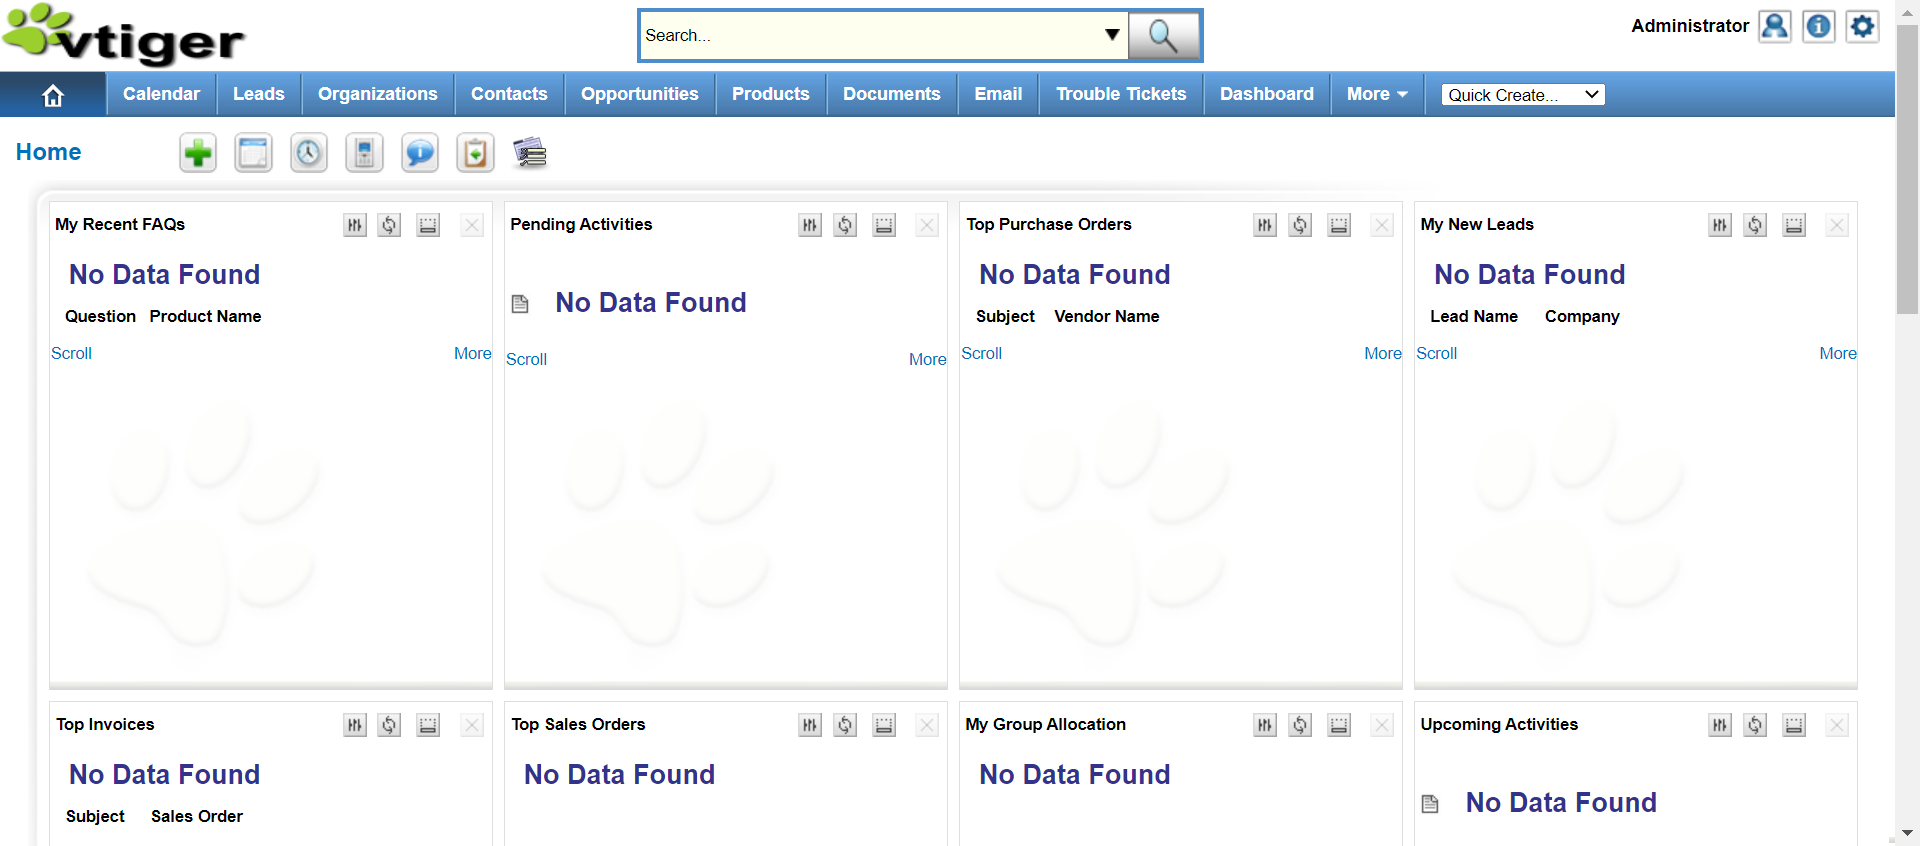 vtiger
Search...
Administrator
Calendar Leads Organizations Contacts Opportunities Products Documents Email Trouble Tickets Dashboard More Quick Create...
Home
My Recent FAQs
No Data Found
Question Product Name
Scroll More
Pending Activities
No Data Found
Scroll More
Top Purchase Orders
No Data Found
Subject Vendor Name
Scroll More
My New Leads
No Data Found
Lead Name Company
Scroll More
Top Invoices
No Data Found
Subject Sales Order
Top Sales Orders
No Data Found
My Group Allocation
No Data Found
Upcoming Activities
No Data Found